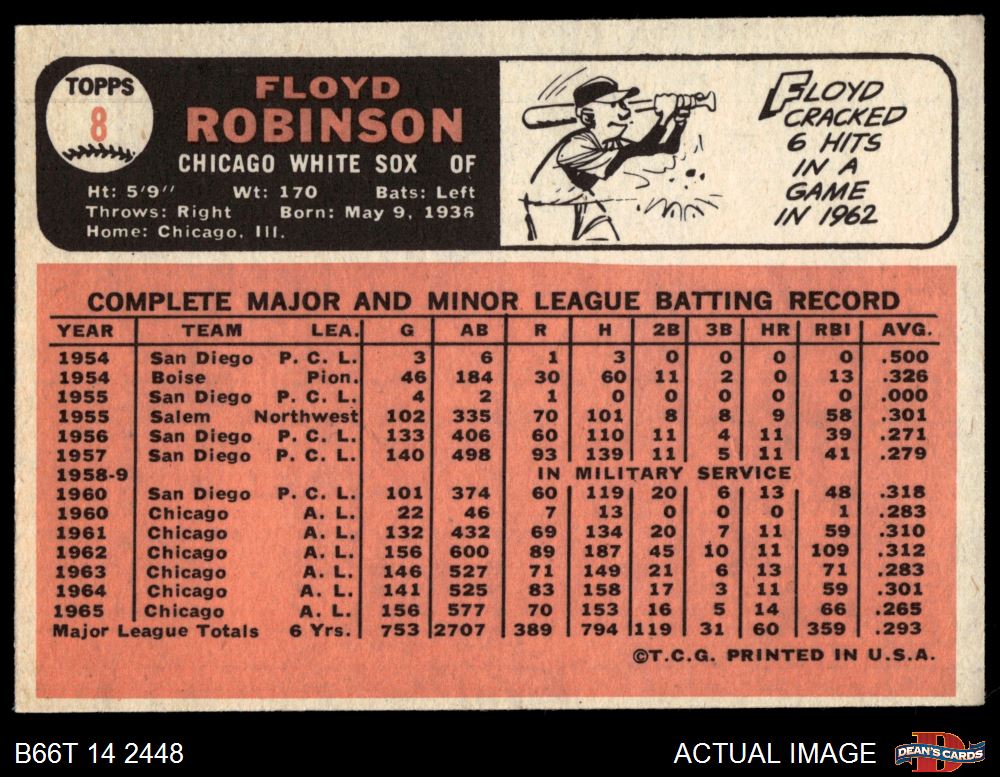 TOPPS
8
FLOYD
ROBINSON
CHICAGO WHITE SOX OF
Ht: 5'9" Wt: 170 Bats: Left
Throws: Right Born: May 9, 1936
Home: Chicago, Ill.
FLOYD
CRACKED
6 HITS
IN A
GAME
IN 1962
COMPLETE MAJOR AND MINOR LEAGUE BATTING RECORD
YEAR TEAM LEA. G AB R H 2B 3B HR RBI AVG.
1954 San Diego P. C. L. 3 6 1 3 0 0 0 0 .500
1954 Boise Pion. 46 184 30 60 11 2 0 13 .326
1955 San Diego P. C. L. 4 2 1 0 0 0 0 0 .000
1955 Salem Northwest 102 335 70 101 8 8 9 58 .301
1956 San Diego P. C. L. 133 406 60 110 11 4 11 39 .271
1957 San Diego P. C. L. 140 498 93 139 11 5 11 41 .279
1958-9 IN MILITARY SERVICE
1960 San Diego P. C. L. 101 374 60 119 20 6 13 48 .318
1960 Chicago A. L. 22 46 7 13 0 0 0 1 .283
1961 Chicago A. L. 132 432 69 134 20 7 11 59 .310
1962 Chicago A. L. 156 600 89 187 45 10 11 109 .312
1963 Chicago A. L. 146 527 71 149 21 6 13 71 .283
1964 Chicago A. L. 141 525 83 158 17 3 11 59 .301
1965 Chicago A. L. 156 577 70 153 16 5 14 66 .265
Major League Totals 6 Yrs. 753 2707 389 794 119 31 60 359 .293
©T.C.G. PRINTED IN U.S.A.
B66T 14 2448 ACTUAL IMAGE DEAN'S CARDS